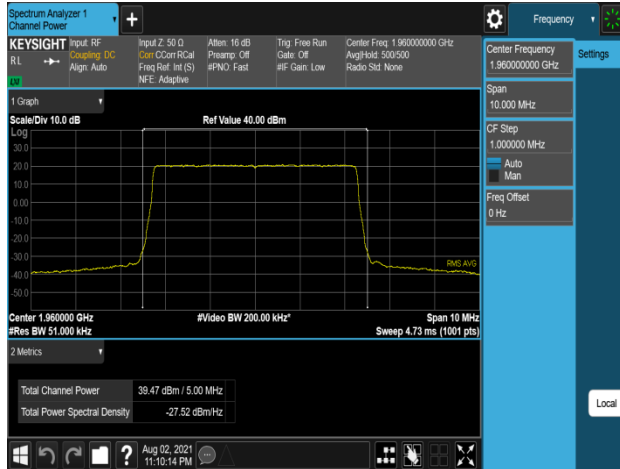 Spectrum Analyzer 1
Channel Power
+
Frequency
KEYSIGHT
RL
Input: RF
Coupling: DC
Align: Auto
Input Z: 50 Ω
Corr CCorr RCal
Freq Ref: Int (S)
NFE: Adaptive
Atten: 16 dB
Preamp: Off
#PNO: Fast
Trig: Free Run
Gate: Off
#IF Gain: Low
Center Freq: 1.960000000 GHz
Avg|Hold: 500/500
Radio Std: None
Center Frequency
1.960000000 GHz
Settings
Span
10.000 MHz
CF Step
1.000000 MHz
Auto
Man
Freq Offset
0 Hz
1 Graph
Scale/Div 10.0 dB
Ref Value 40.00 dBm
Log
30.0
20.0
10.0
0.00
-10.0
-20.0
-30.0
-40.0
-50.0
RMS AVG
Center 1.960000 GHz
#Video BW 200.00 kHz*
Span 10 MHz
#Res BW 51.000 kHz
Sweep 4.73 ms (1001 pts)
2 Metrics
Total Channel Power
39.47 dBm / 5.00 MHz
Total Power Spectral Density
-27.52 dBm/Hz
Local
?
Aug 02, 2021
11:10:14 PM